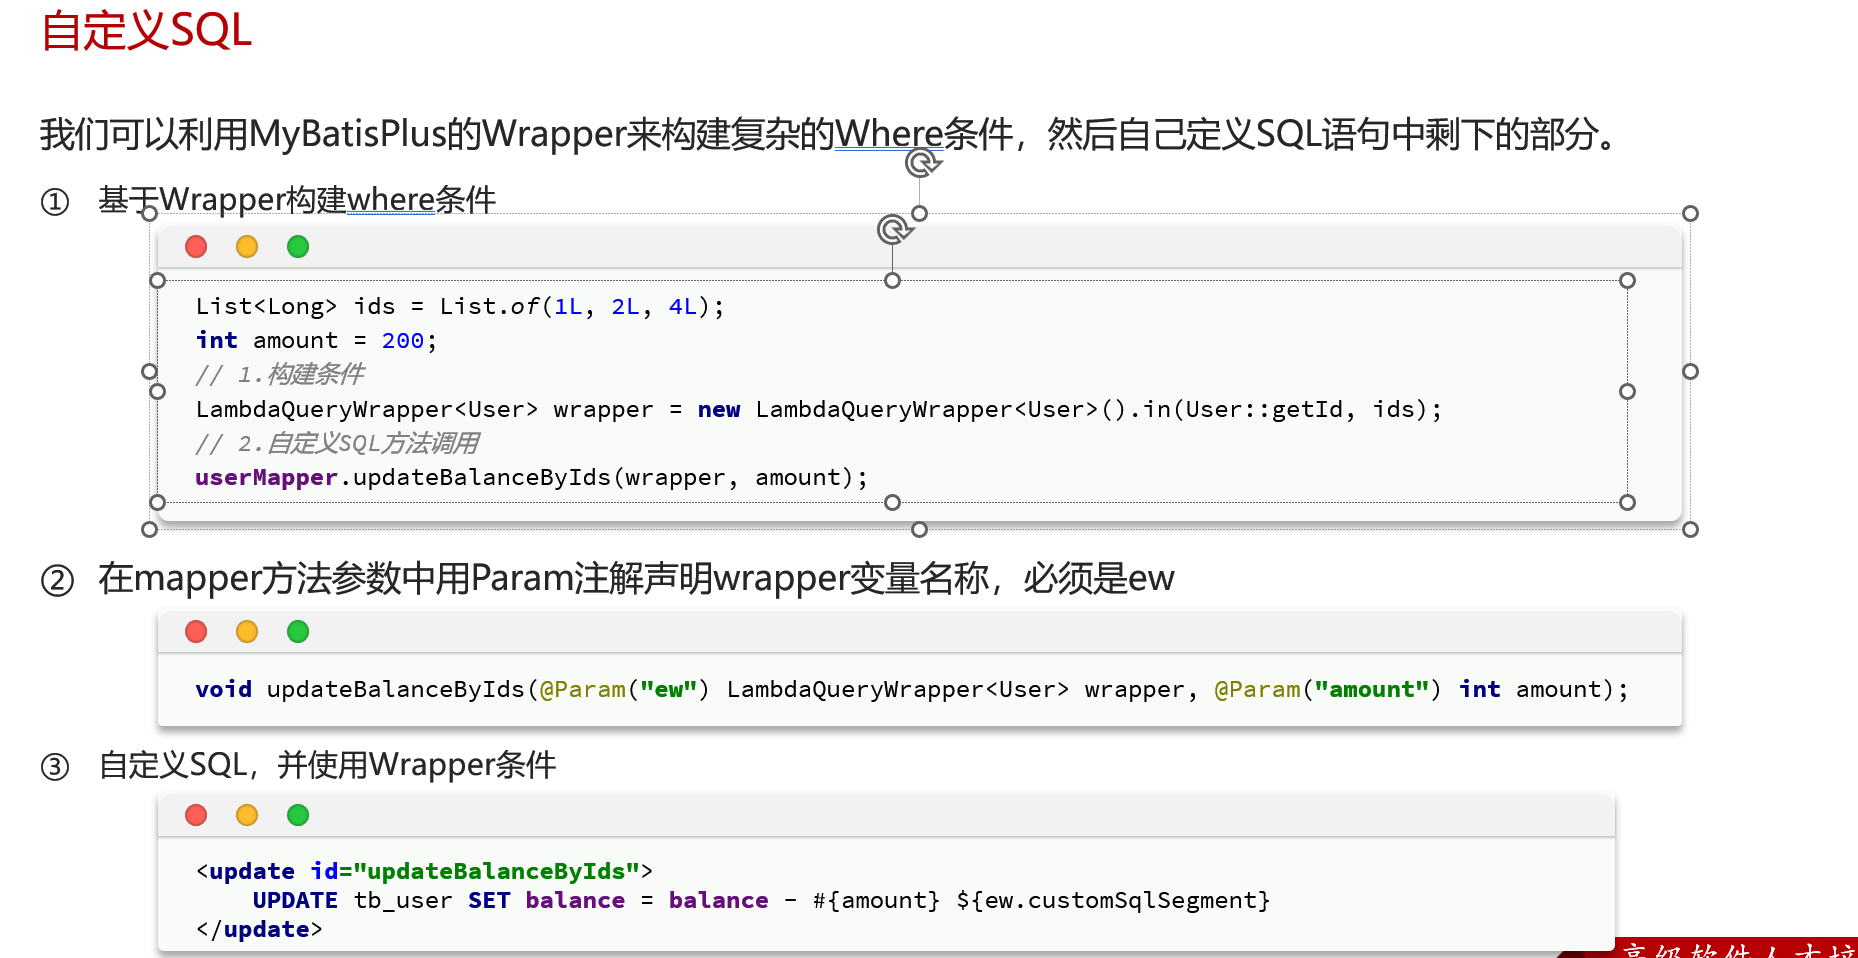 自定义SQL
我们可以利用MyBatisPlus的Wrapper来构建复杂的Where条件，然后自己定义SQL语句中剩下的部分。
① 基于Wrapper构建where条件
List<Long> ids = List.of(1L, 2L, 4L);
int amount = 200;
// 1.构建条件
LambdaQueryWrapper<User> wrapper = new LambdaQueryWrapper<User>().in(User::getId, ids);
// 2.自定义SQL方法调用
userMapper.updateBalanceByIds(wrapper, amount);
② 在mapper方法参数中用Param注解声明wrapper变量名称，必须是ew
void updateBalanceByIds(@Param("ew") LambdaQueryWrapper<User> wrapper, @Param("amount") int amount);
③ 自定义SQL，并使用Wrapper条件
<update id="updateBalanceByIds">
    UPDATE tb_user SET balance = balance - #{amount} ${ew.customSqlSegment}
</update>
高级软件人才培